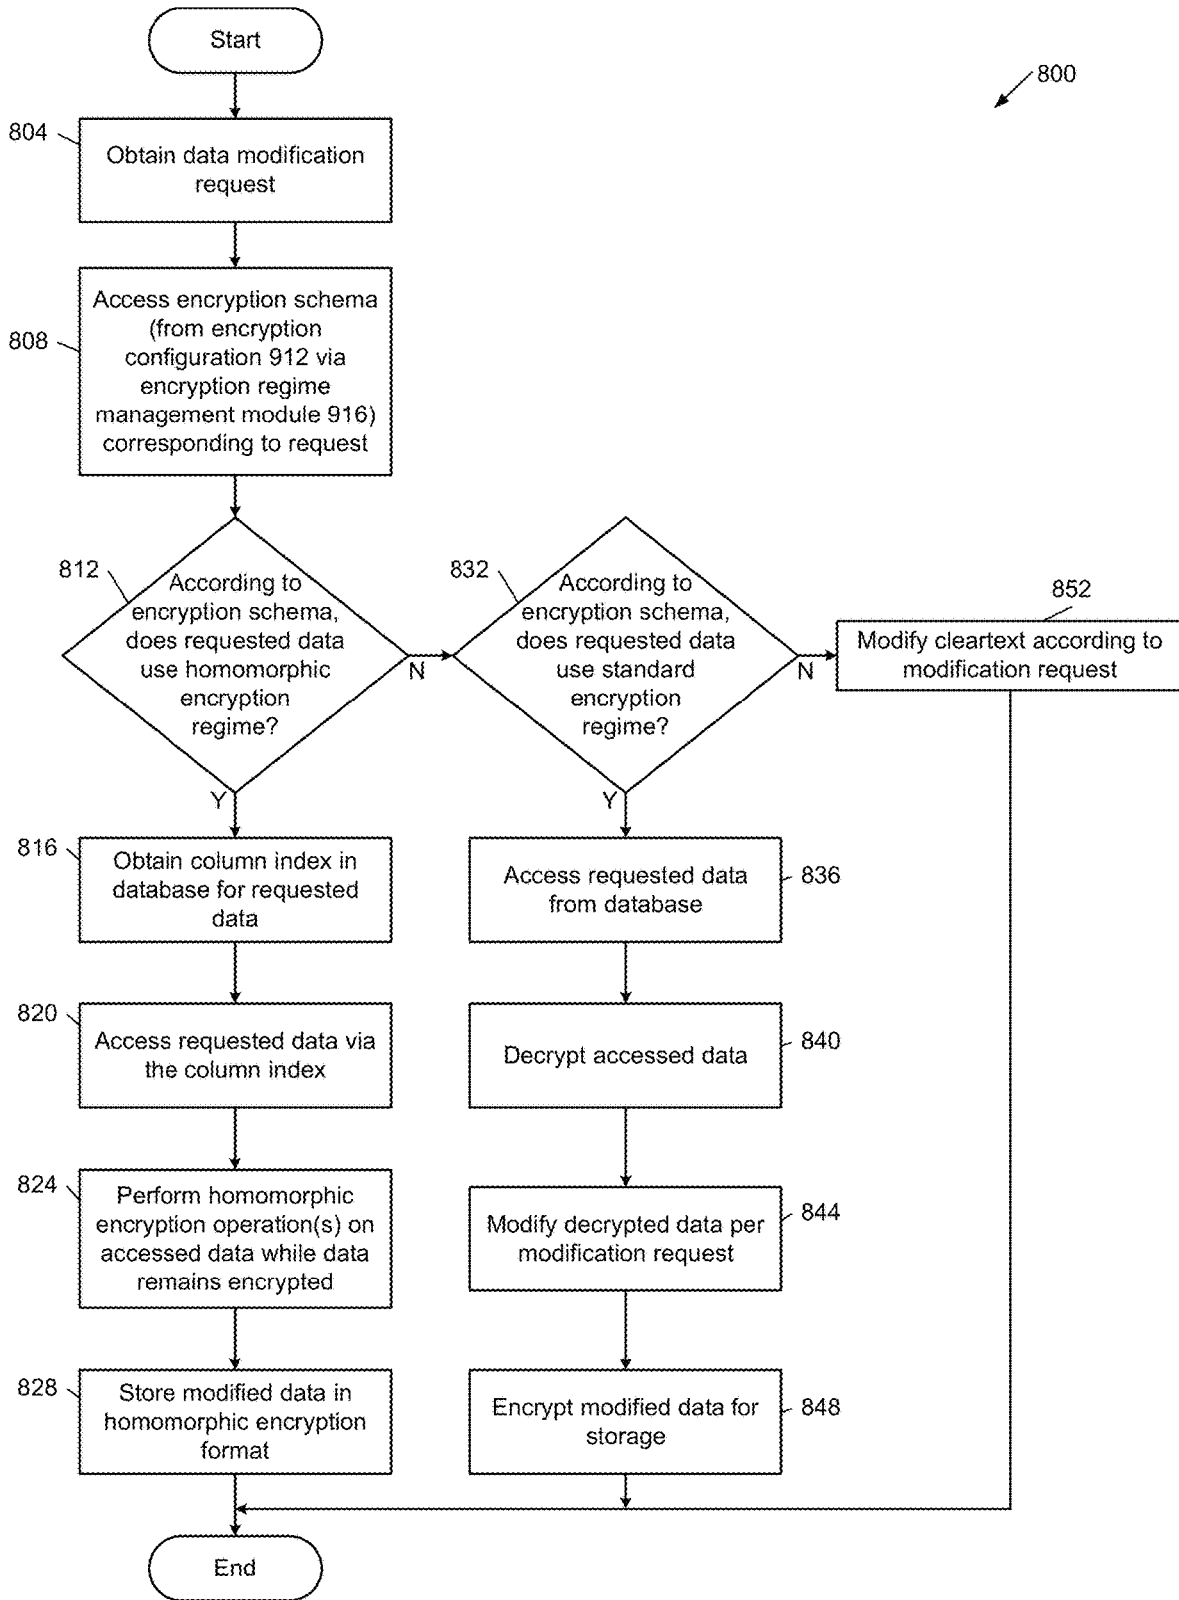 Start
800
804
Obtain data modification
request
808
Access encryption schema
(from encryption
configuration 912 via
encryption regime
management module 916)
corresponding to request
812
According to
encryption schema,
does requested data
use homomorphic
encryption
regime?
N
Y
832
According to
encryption schema,
does requested data
use standard
encryption
regime?
N
Y
852
Modify cleartext according to
modification request
816
Obtain column index in
database for requested
data
836
Access requested data
from database
820
Access requested data via
the column index
840
Decrypt accessed data
824
Perform homomorphic
encryption operation(s) on
accessed data while data
remains encrypted
844
Modify decrypted data per
modification request
828
Store modified data in
homomorphic encryption
format
848
Encrypt modified data for
storage
End